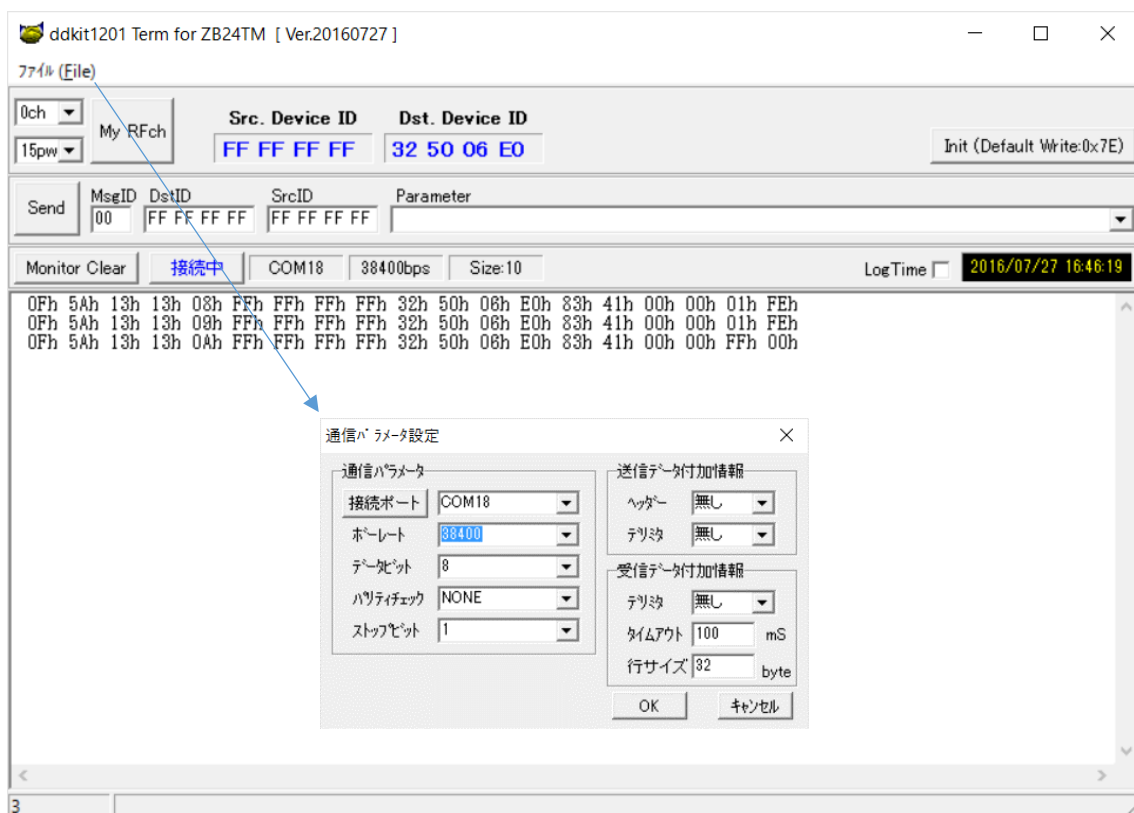 ddkit1201 Term for ZB24TM [ Ver.20160727 ]
ﾌｧｲﾙ (File)
0ch
15pw
My RFch
Src. Device ID
FF FF FF FF
Dst. Device ID
32 50 06 E0
Init (Default Write:0x7E)
Send
MsgID
00
DstID
FF FF FF FF
SrcID
FF FF FF FF
Parameter
Monitor Clear
接続中
COM18
38400bps
Size:10
LogTime
2016/07/27 16:46:19
0Fh 5Ah 13h 13h 08h FFh FFh FFh FFh 32h 50h 06h E0h 83h 41h 00h 00h 01h FEh
0Fh 5Ah 13h 13h 09h FFh FFh FFh FFh 32h 50h 06h E0h 83h 41h 00h 00h 01h FEh
0Fh 5Ah 13h 13h 0Ah FFh FFh FFh FFh 32h 50h 06h E0h 83h 41h 00h 00h FFh 00h
通信ﾊﾟﾗﾒｰﾀ設定
通信ﾊﾟﾗﾒｰﾀ
接続ポート
COM18
ﾎﾞｰﾚｰﾄ
38400
ﾃﾞｰﾀﾋﾞｯﾄ
8
ﾊﾟﾘﾃｨﾁｪｯｸ
NONE
ｽﾄｯﾌﾟﾋﾞｯﾄ
1
送信ﾃﾞｰﾀ付加情報
ﾍｯﾀﾞｰ
無し
ﾃﾞﾘﾐﾀ
無し
受信ﾃﾞｰﾀ付加情報
ﾃﾞﾘﾐﾀ
無し
ﾀｲﾑｱｳﾄ
100
mS
行サイズ
32
byte
OK
ｷｬﾝｾﾙ
3